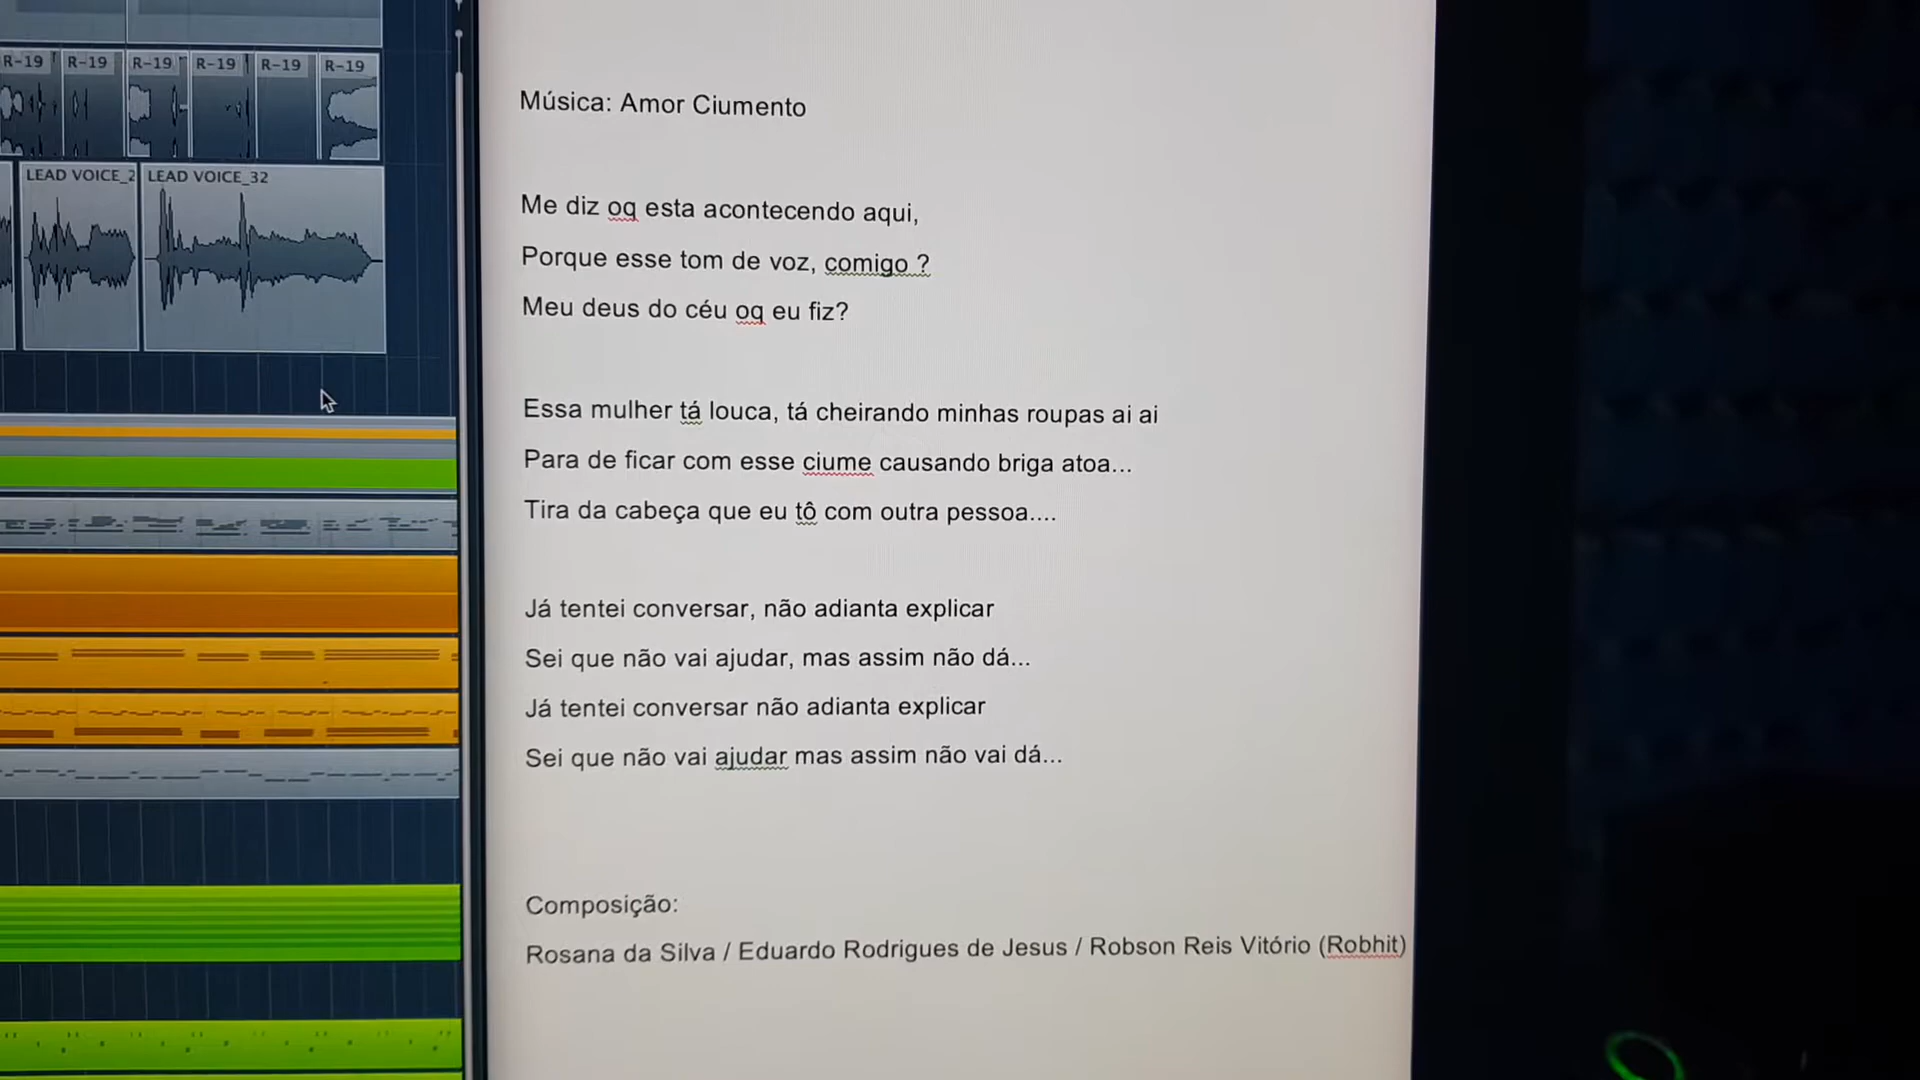 R-19 R-19 R-19 R-19 R-19 R-19
LEAD VOICE_2 LEAD VOICE_32
Música: Amor Ciumento
Me diz oq esta acontecendo aqui,
Porque esse tom de voz, comigo ?
Meu deus do céu oq eu fiz?
Essa mulher tá louca, tá cheirando minhas roupas ai ai
Para de ficar com esse ciume causando briga atoa...
Tira da cabeça que eu tô com outra pessoa....
Já tentei conversar, não adianta explicar
Sei que não vai ajudar, mas assim não dá...
Já tentei conversar não adianta explicar
Sei que não vai ajudar mas assim não vai dá...
Composição:
Rosana da Silva / Eduardo Rodrigues de Jesus / Robson Reis Vitório (Robhit)